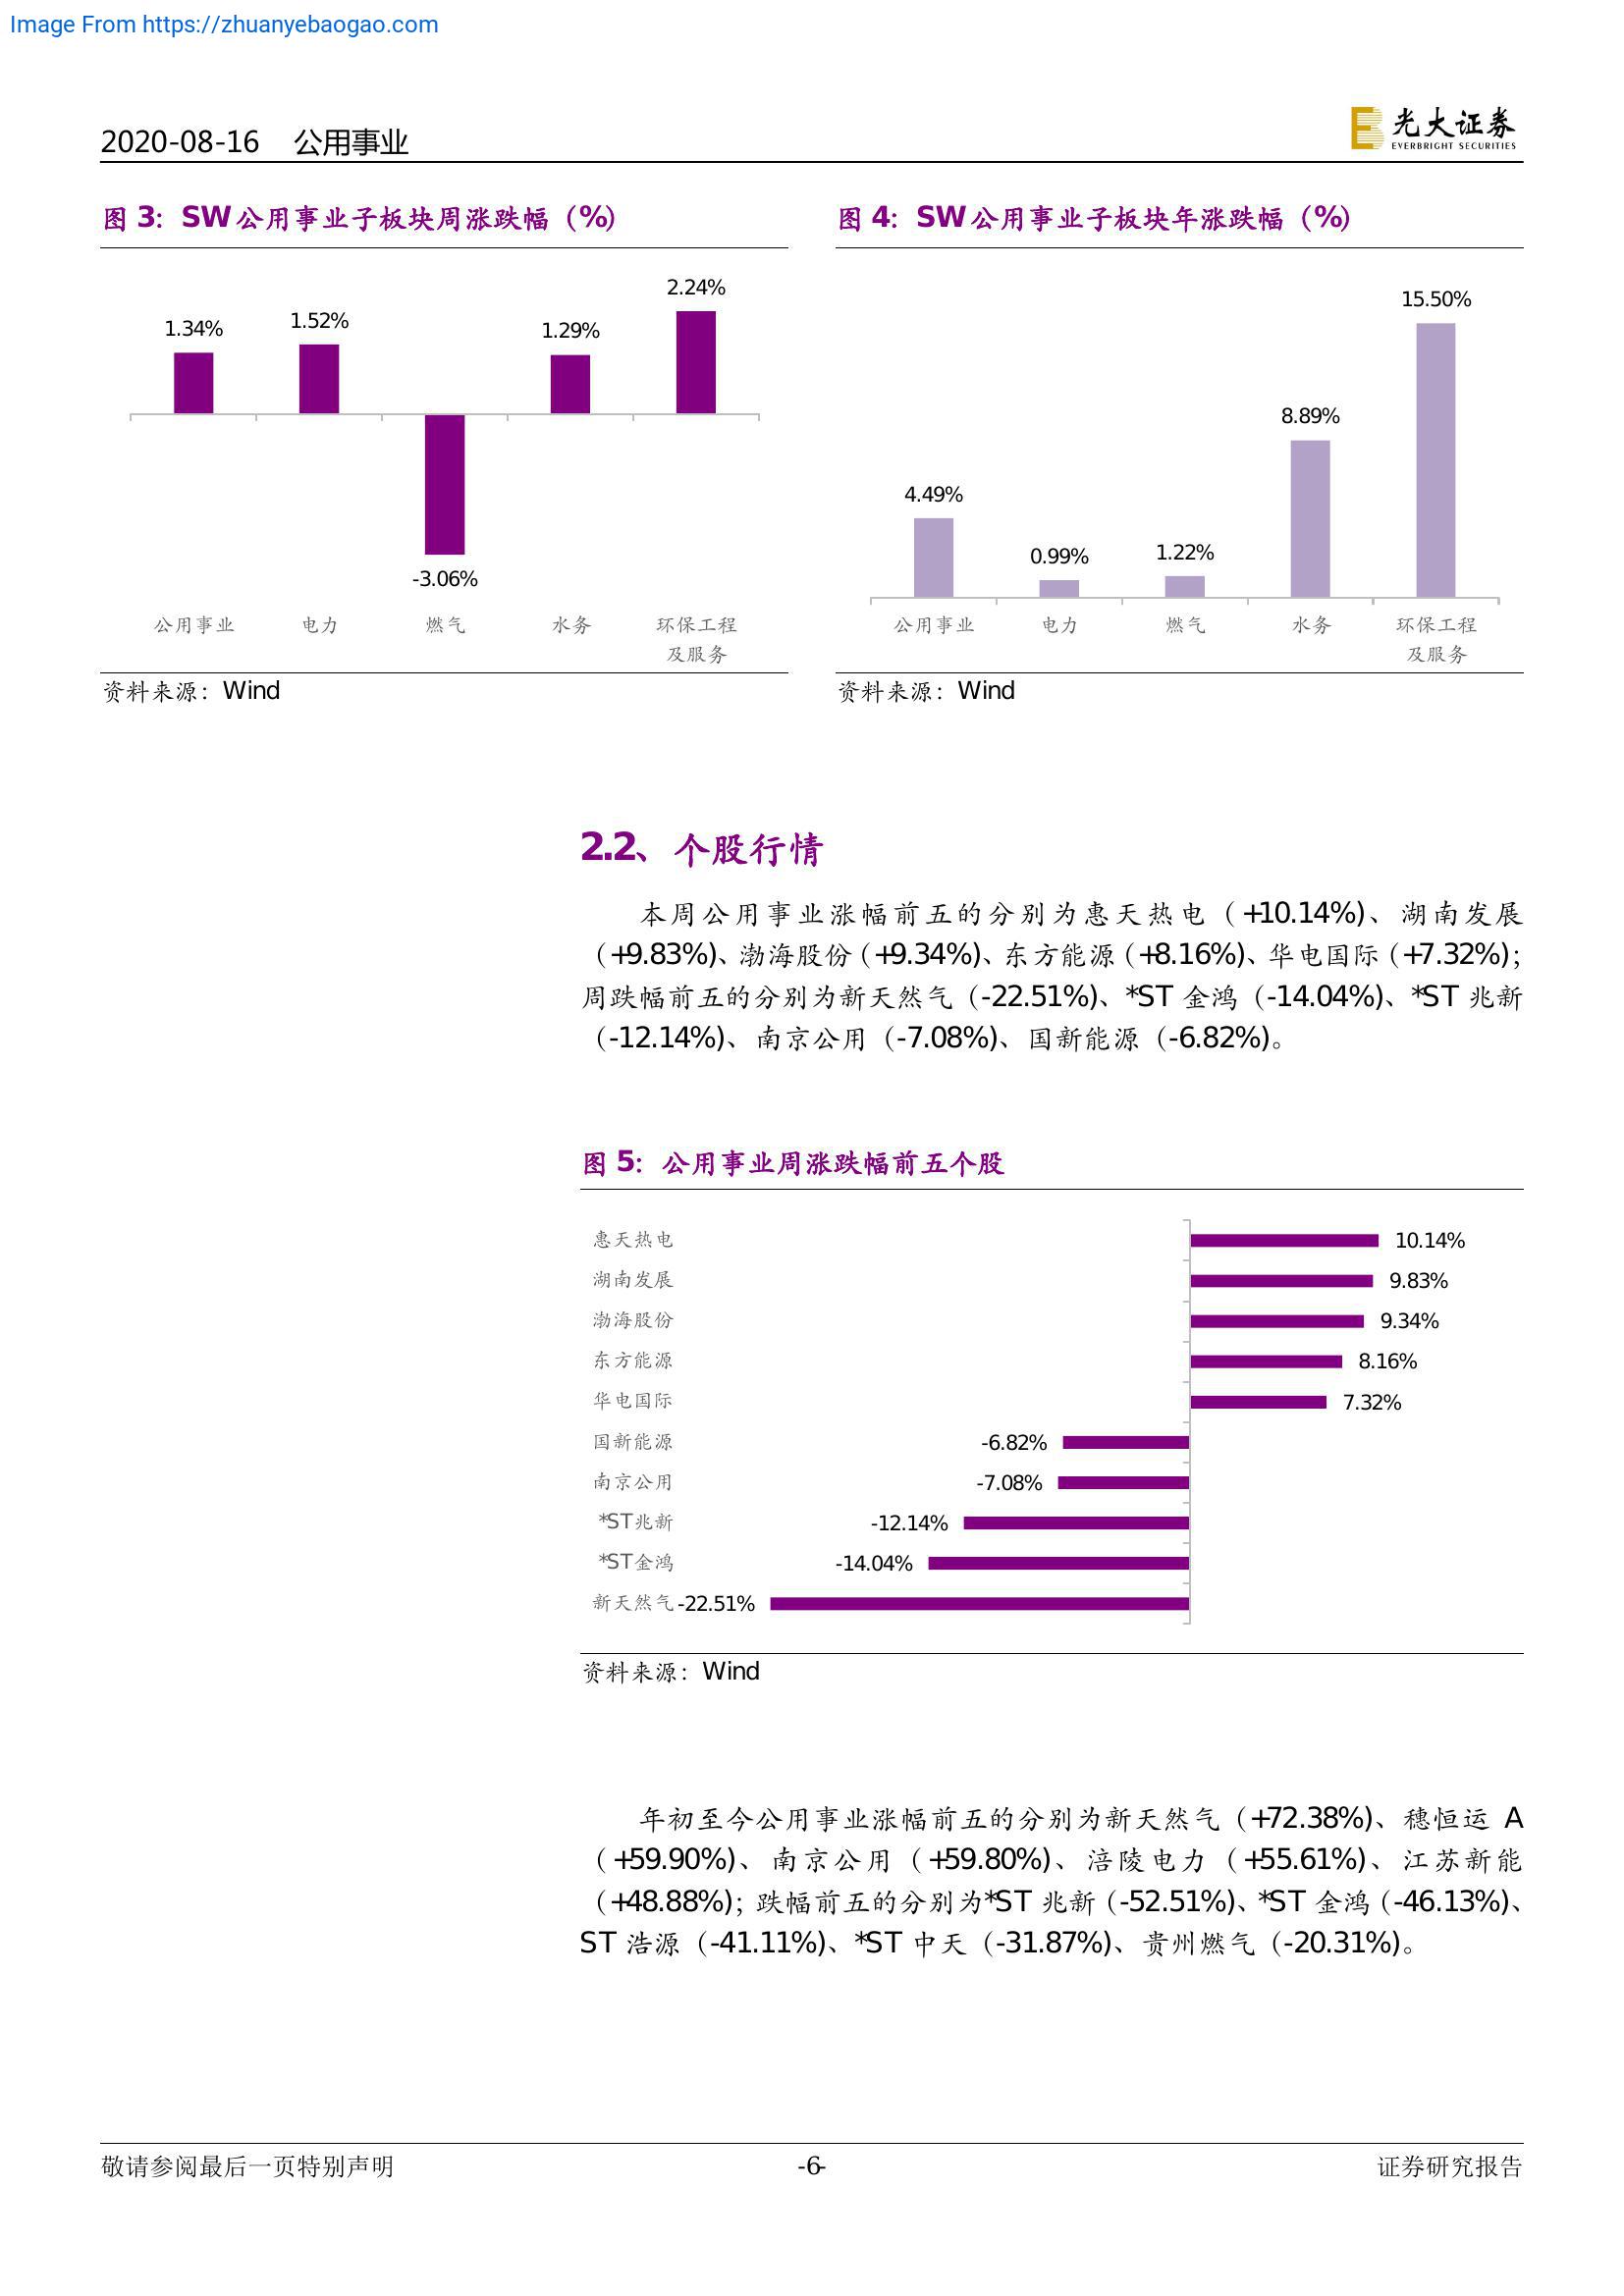 Image From https://zhuanyebaogao.com
2020-08-16 公用事业
光大证券
EVERBRIGHT SECURITIES
图 3：SW公用事业子板块周涨跌幅（%）
2.24%
1.34%
1.52%
1.29%
-3.06%
公用事业 电力 燃气 水务 环保工程
及服务
资料来源：Wind
图 4：SW公用事业子板块年涨跌幅（%）
15.50%
8.89%
4.49%
0.99%
1.22%
公用事业 电力 燃气 水务 环保工程
及服务
资料来源：Wind
2.2、个股行情
本周公用事业涨幅前五的分别为惠天热电（+10.14%)、湖南发展
（+9.83%)、渤海股份（+9.34%)、东方能源（+8.16%)、华电国际（+7.32%)；
周跌幅前五的分别为新天然气（-22.51%)、*ST 金鸿（-14.04%)、*ST 兆新
（-12.14%)、南京公用（-7.08%)、国新能源（-6.82%)。
图 5：公用事业周涨跌幅前五个股
惠天热电 10.14%
湖南发展 9.83%
渤海股份 9.34%
东方能源 8.16%
华电国际 7.32%
国新能源 -6.82%
南京公用 -7.08%
*ST兆新 -12.14%
*ST金鸿 -14.04%
新天然气 -22.51%
资料来源：Wind
年初至今公用事业涨幅前五的分别为新天然气（+72.38%)、穗恒运 A
（+59.90%)、南京公用（+59.80%)、涪陵电力（+55.61%)、江苏新能
（+48.88%)；跌幅前五的分别为*ST 兆新（-52.51%)、*ST 金鸿（-46.13%)、
ST 浩源（-41.11%)、*ST 中天（-31.87%)、贵州燃气（-20.31%)。
敬请参阅最后一页特别声明 -6- 证券研究报告